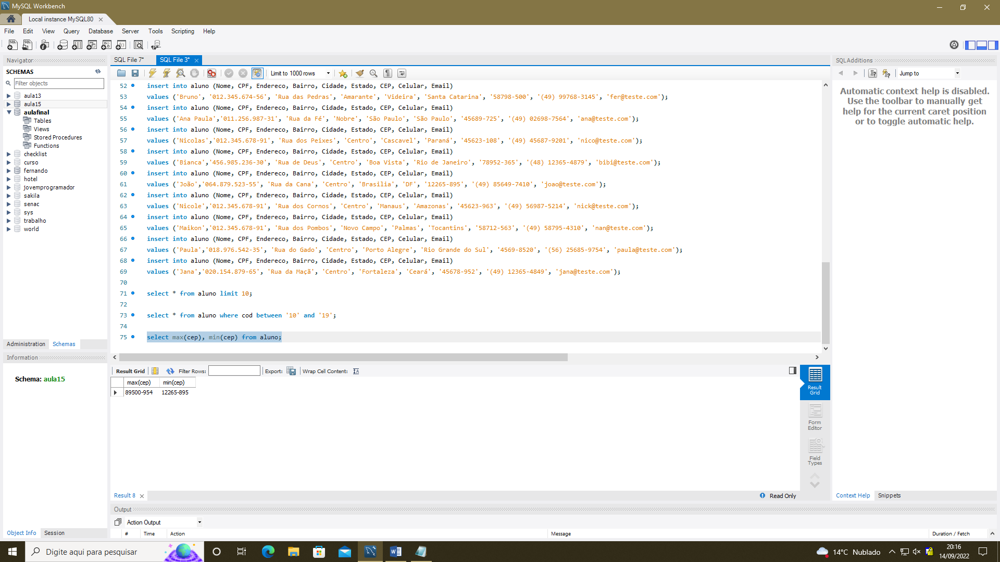 MySQL Workbench
Local instance MySQL80
File Edit View Query Database Server Tools Scripting Help
Navigator
SCHEMAS
Filter objects
aula13
aula15
aulafinal
Tables
Views
Stored Procedures
Functions
checklist
curso
fernando
hotel
jovemprogramador
sakila
senac
sys
trabalho
world
Administration Schemas
Information
Schema: aula15
Object Info Session
SQL File 7* SQL File 3*
Limit to 1000 rows
52 insert into aluno (Nome, CPF, Endereco, Bairro, Cidade, Estado, CEP, Celular, Email)
53 values ('Bruno', '012.345.674-56', 'Rua das Pedras', 'Amarante', 'Videira', 'Santa Catarina', '58798-500', '(49) 99768-3145', 'fer@teste.com');
54 insert into aluno (Nome, CPF, Endereco, Bairro, Cidade, Estado, CEP, Celular, Email)
55 values ('Ana Paula','011.256.987-31', 'Rua da Fé', 'Nobre', 'São Paulo', 'São Paulo', '45689-725', '(49) 02698-7564', 'ana@teste.com');
56 insert into aluno (Nome, CPF, Endereco, Bairro, Cidade, Estado, CEP, Celular, Email)
57 values ('Nicolas','012.345.678-91', 'Rua dos Peixes', 'Centro', 'Cascavel', 'Paraná', '45623-108', '(49) 45687-9201', 'nico@teste.com');
58 insert into aluno (Nome, CPF, Endereco, Bairro, Cidade, Estado, CEP, Celular, Email)
59 values ('Bianca','456.985.236-30', 'Rua de Deus', 'Centro', 'Boa Vista', 'Rio de Janeiro', '78952-365', '(48) 12365-4879', 'bibi@teste.com');
60 insert into aluno (Nome, CPF, Endereco, Bairro, Cidade, Estado, CEP, Celular, Email)
61 values ('João','064.879.523-55', 'Rua da Cana', 'Centro', 'Brasilia', 'DF', '12265-895', '(49) 85649-7410', 'joao@teste.com');
62 insert into aluno (Nome, CPF, Endereco, Bairro, Cidade, Estado, CEP, Celular, Email)
63 values ('Nicole','012.345.678-91', 'Rua dos Cornos', 'Centro', 'Manaus', 'Amazonas', '45623-963', '(49) 56987-5214', 'nick@teste.com');
64 insert into aluno (Nome, CPF, Endereco, Bairro, Cidade, Estado, CEP, Celular, Email)
65 values ('Maikon','012.345.678-91', 'Rua dos Pombos', 'Novo Campo', 'Palmas', 'Tocantins', '58712-563', '(49) 58795-4310', 'nan@teste.com');
66 insert into aluno (Nome, CPF, Endereco, Bairro, Cidade, Estado, CEP, Celular, Email)
67 values ('Paula','018.976.542-35', 'Rua do Gado', 'Centro', 'Porto Alegre', 'Rio Grande do Sul', '4569-8520', '(56) 25685-9754', 'paula@teste.com');
68 insert into aluno (Nome, CPF, Endereco, Bairro, Cidade, Estado, CEP, Celular, Email)
69 values ('Jana','020.154.879-65', 'Rua da Maçã', 'Centro', 'Fortaleza', 'Ceará', '45678-952', '(49) 12365-4849', 'jana@teste.com');
70
71 select * from aluno limit 10;
72
73 select * from aluno where cod between '10' and '19';
74
75 select max(cep), min(cep) from aluno;
Result Grid Filter Rows: Export: Wrap Cell Content:
max(cep) min(cep)
89500-954 12265-895
Result Grid
Form Editor
Field Types
Result 8 Read Only
Output
Action Output
# Time Action Message Duration / Fetch
SQLAdditions
Jump to
Automatic context help is disabled.
Use the toolbar to manually get
help for the current caret position
or to toggle automatic help.
Context Help Snippets
Digite aqui para pesquisar
14°C Nublado
20:16
14/09/2022